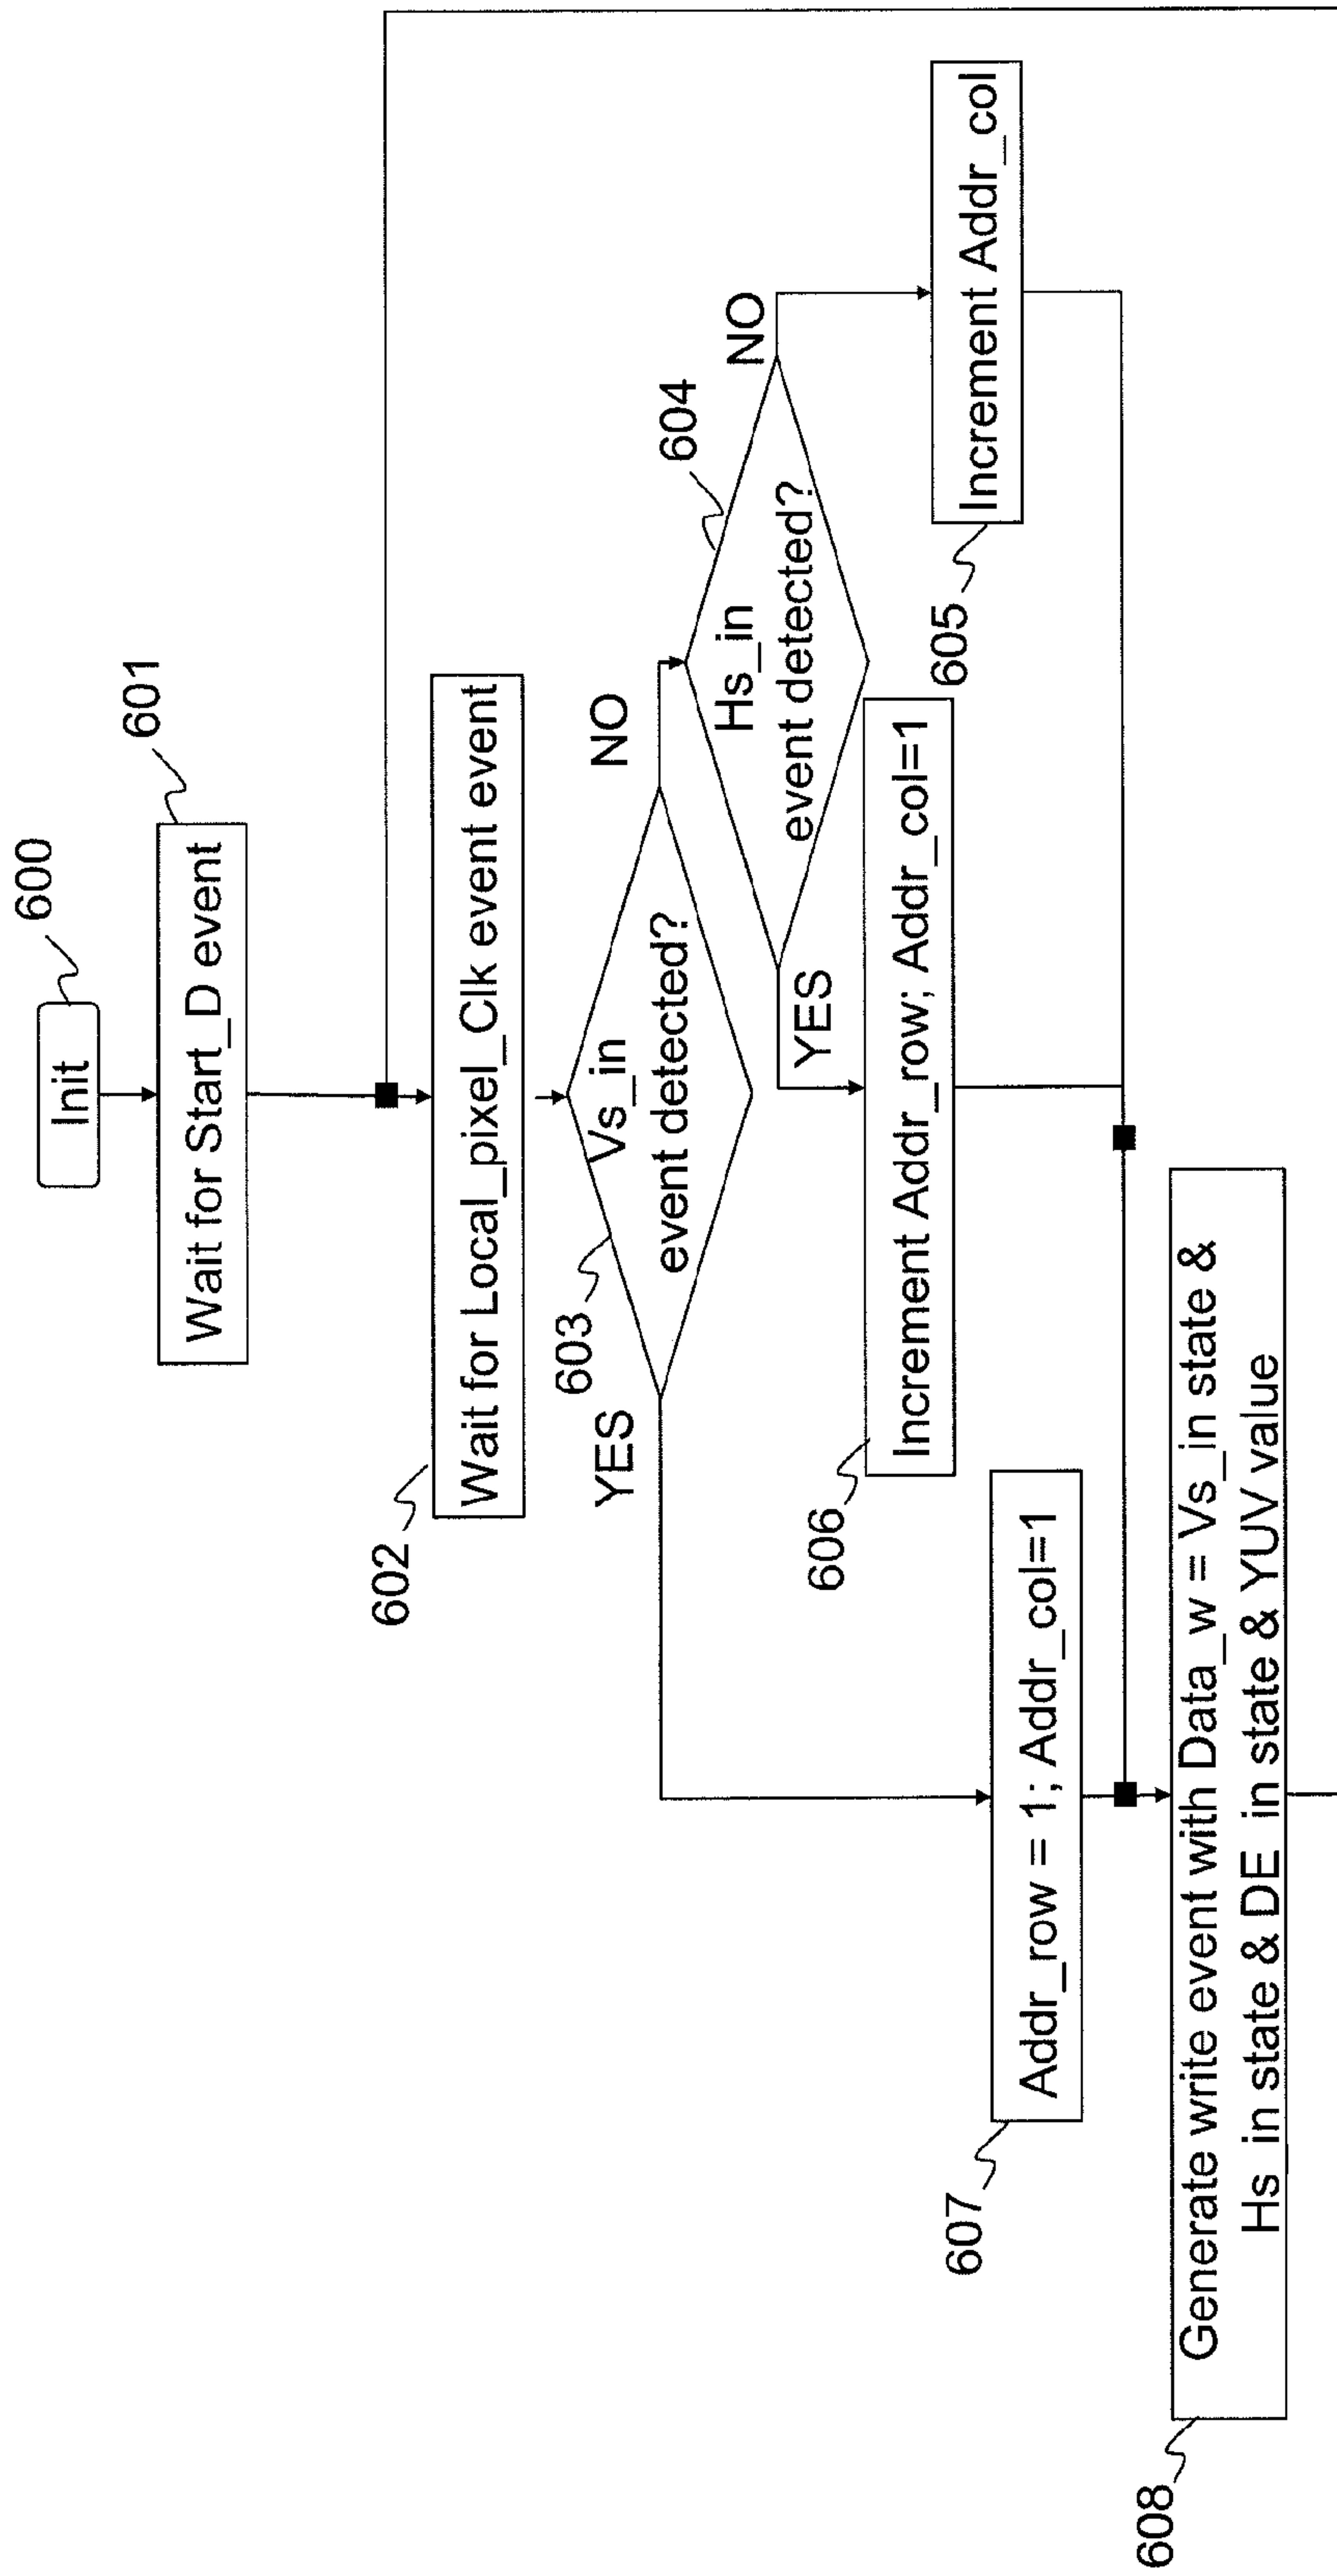 Init
600
Wait for Start_D event
601
Wait for Local_pixel_Clk event event
602
Vs_in
event detected?
603
YES
NO
Hs_in
event detected?
604
YES
NO
Increment Addr_col
605
Increment Addr_row; Addr_col=1
606
Addr_row = 1; Addr_col=1
607
Generate write event with Data_w = Vs_in state &
Hs_in state & DE_in state & YUV value
608